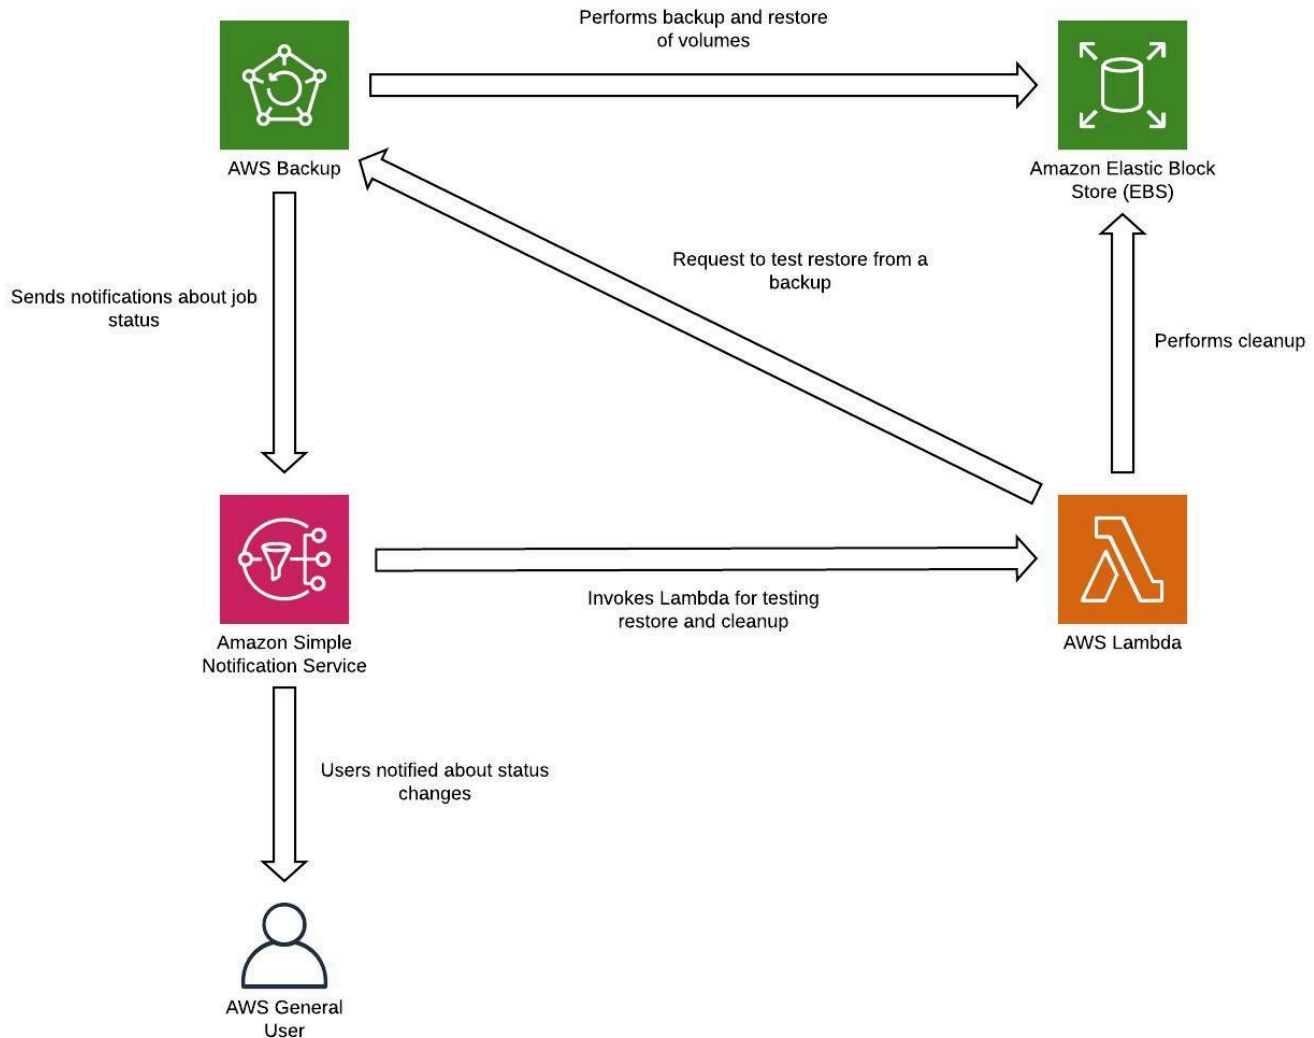 Performs backup and restore
of volumes
AWS Backup
Amazon Elastic Block
Store (EBS)
Request to test restore from a
backup
Sends notifications about job
status
Performs cleanup
Invokes Lambda for testing
restore and cleanup
Amazon Simple
Notification Service
AWS Lambda
Users notified about status
changes
AWS General
User